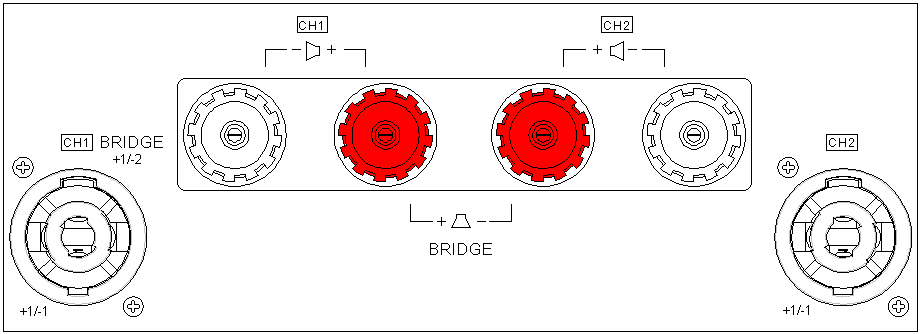 CH1
CH2
- +
+ -
CH1 BRIDGE
+1/-2
CH2
+ -
BRIDGE
+1/-1
+1/-1